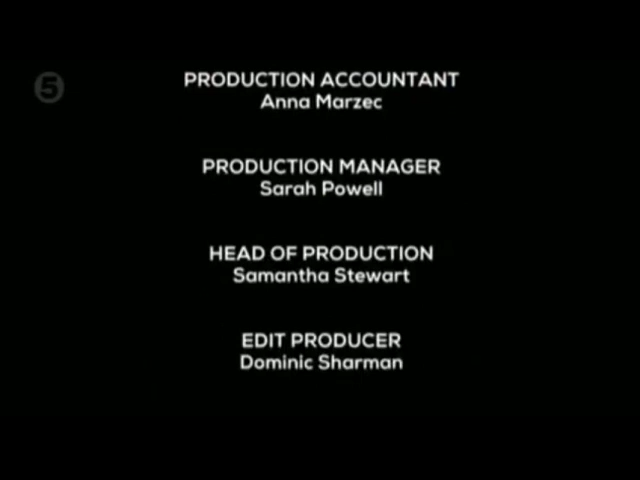 5
PRODUCTION ACCOUNTANT
Anna Marzec
PRODUCTION MANAGER
Sarah Powell
HEAD OF PRODUCTION
Samantha Stewart
EDIT PRODUCER
Dominic Sharman